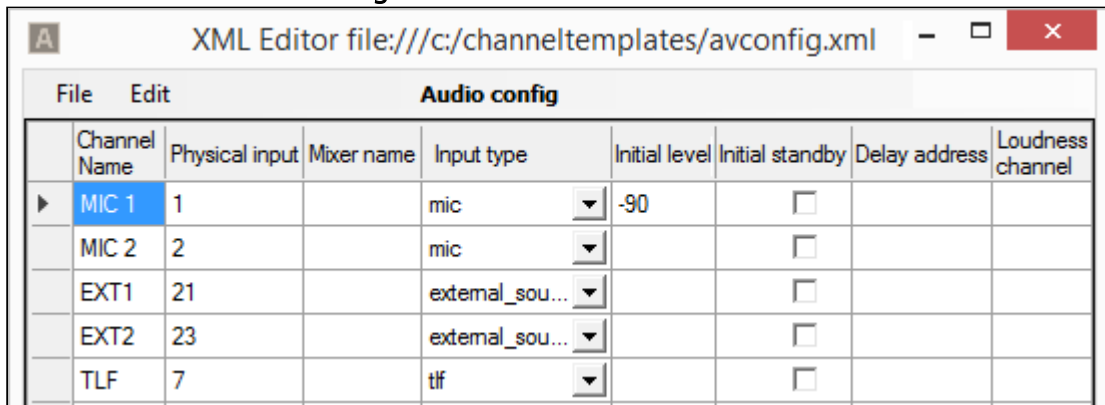 A XML Editor file:///c:/channeltemplates/avconfig.xml
File Edit Audio config
Channel Name Physical input Mixer name Input type Initial level Initial standby Delay address Loudness channel
MIC 1 1 mic -90
MIC 2 2 mic
EXT1 21 external_sou...
EXT2 23 external_sou...
TLF 7 tlf